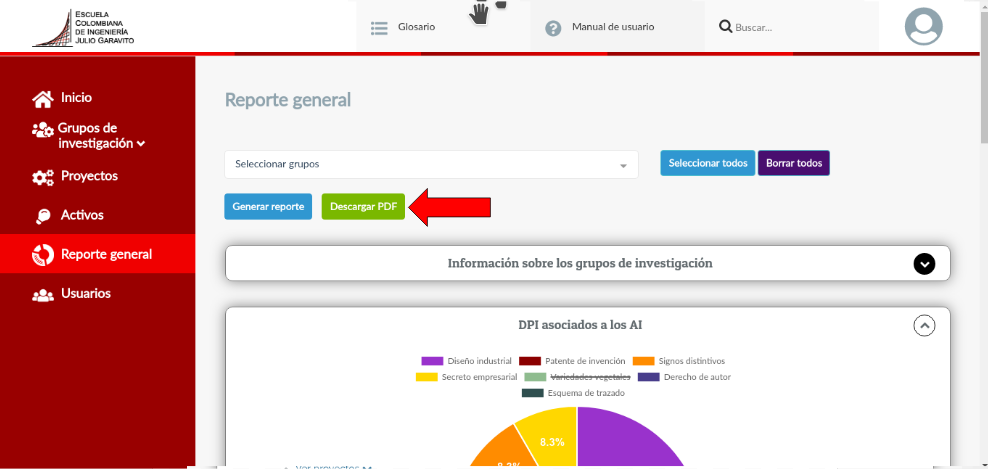 ESCUELA
COLOMBIANA
DE INGENIERÍA
JULIO GARAVITO
Glosario
Manual de usuario
Buscar...
Inicio
Grupos de
investigación
Proyectos
Activos
Reporte general
Usuarios
Reporte general
Seleccionar grupos
Seleccionar todos
Borrar todos
Generar reporte
Descargar PDF
Información sobre los grupos de investigación
DPI asociados a los AI
Diseño industrial Patente de invención Signos distintivos
Secreto empresarial Variedades vegetales Derecho de autor
Esquema de trazado
8.3%
8.3%